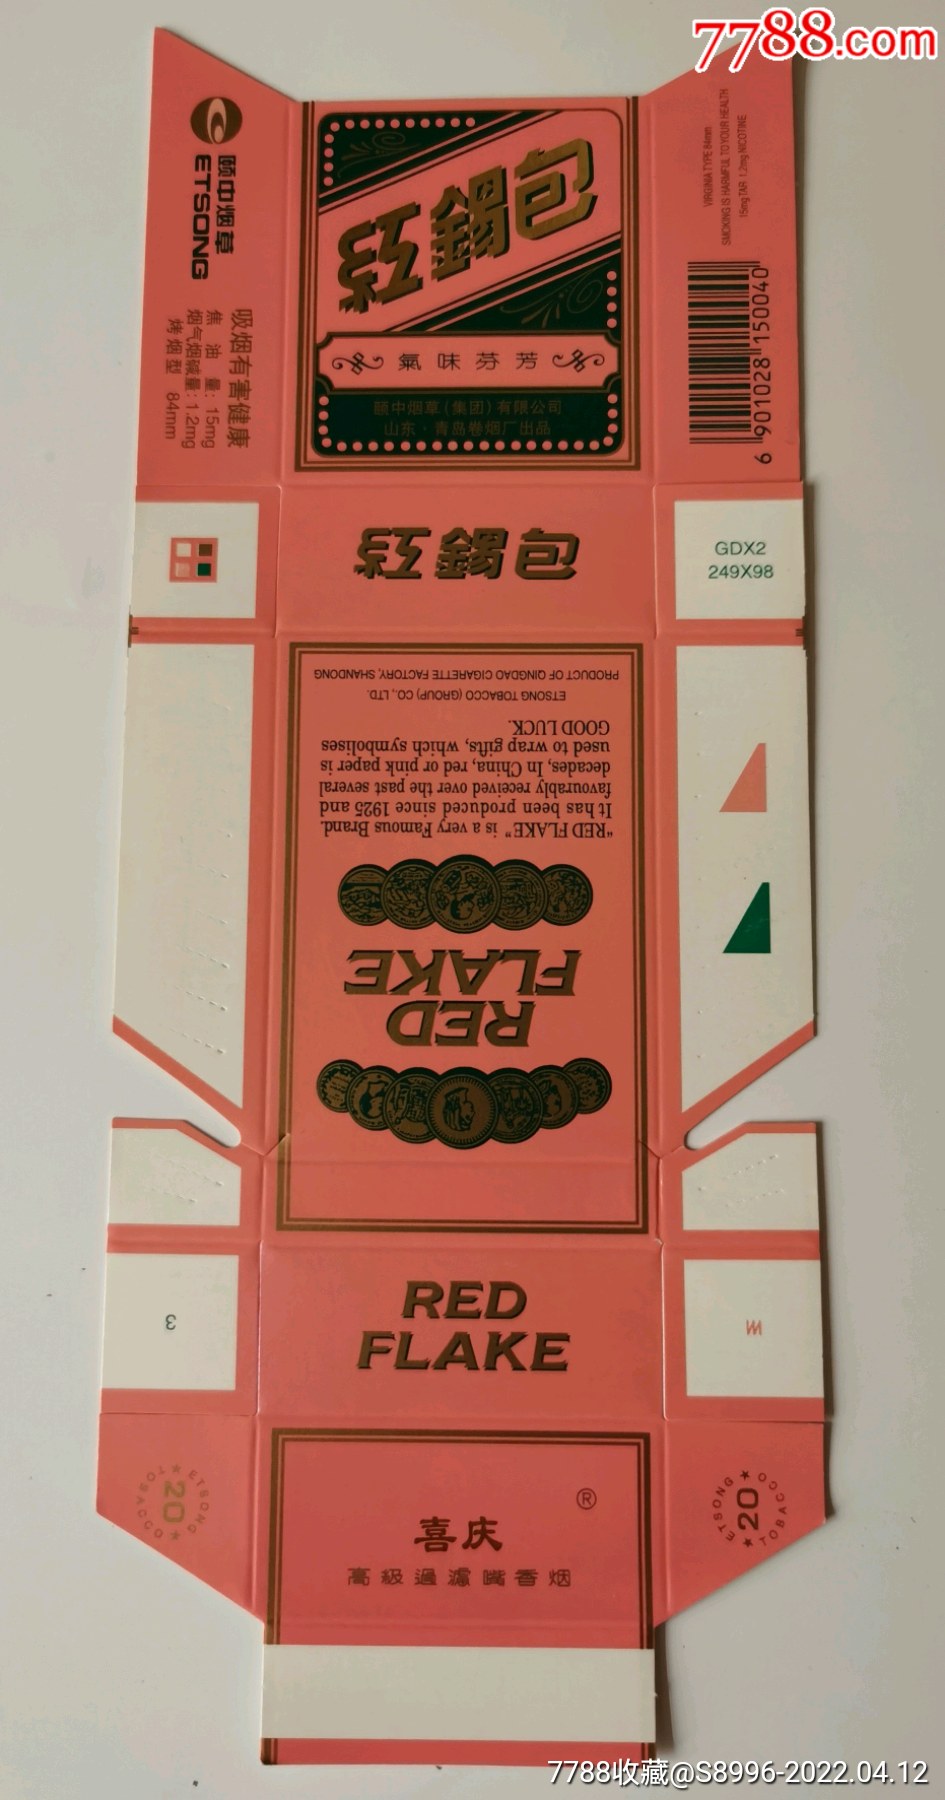 7788.com
颐中烟草
ETSONG
吸烟有害健康
焦油量:15mg
烟气烟碱量:1.2mg
烤烟型 84mm
紅錫包
氣味芬芳
颐中烟草(集团)有限公司
山东·青岛卷烟厂出品
VIRGINIA TYPE 84mm
SMOKING IS HARMFUL TO YOUR HEALTH
15mg TAR 1.2mg NICOTINE
6 901028 150040
紅錫包
GDX2
249X98
"RED FLAKE" is a very Famous Brand.
It has been produced since 1925 and
favourably received over the past several
decades, In China, red or pink paper is
used to wrap gifts, which symbolises
GOOD LUCK.
ETSONG TOBACCO (GROUP) CO., LTD.
PRODUCT OF QINGDAO CIGARETTE FACTORY, SHANDONG
RED
FLAKE
3
RED
FLAKE
W
ETSONG
20
TOBACCO
喜庆
®
高級過濾嘴香烟
ETSONG
20
TOBACCO
7788收藏@S8996-2022.04.12